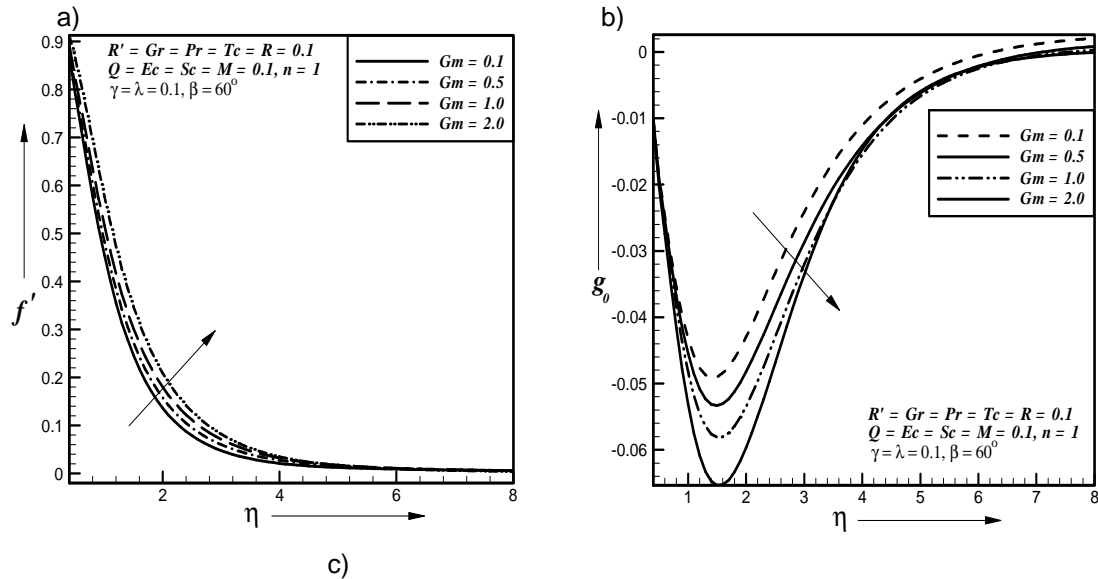 a)
R' = Gr = Pr = Tc = R = 0.1
Q = Ec = Sc = M = 0.1, n = 1
γ = λ = 0.1, β = 60°
Gm = 0.1
Gm = 0.5
Gm = 1.0
Gm = 2.0
0.9
0.8
0.7
0.6
0.5
0.4
0.3
0.2
0.1
0
f'
2
4
6
8
η
b)
0
-0.01
-0.02
-0.03
-0.04
-0.05
-0.06
g₀
Gm = 0.1
Gm = 0.5
Gm = 1.0
Gm = 2.0
R' = Gr = Pr = Tc = R = 0.1
Q = Ec = Sc = M = 0.1, n = 1
γ = λ = 0.1, β = 60°
1
2
3
4
5
6
7
8
η
c)